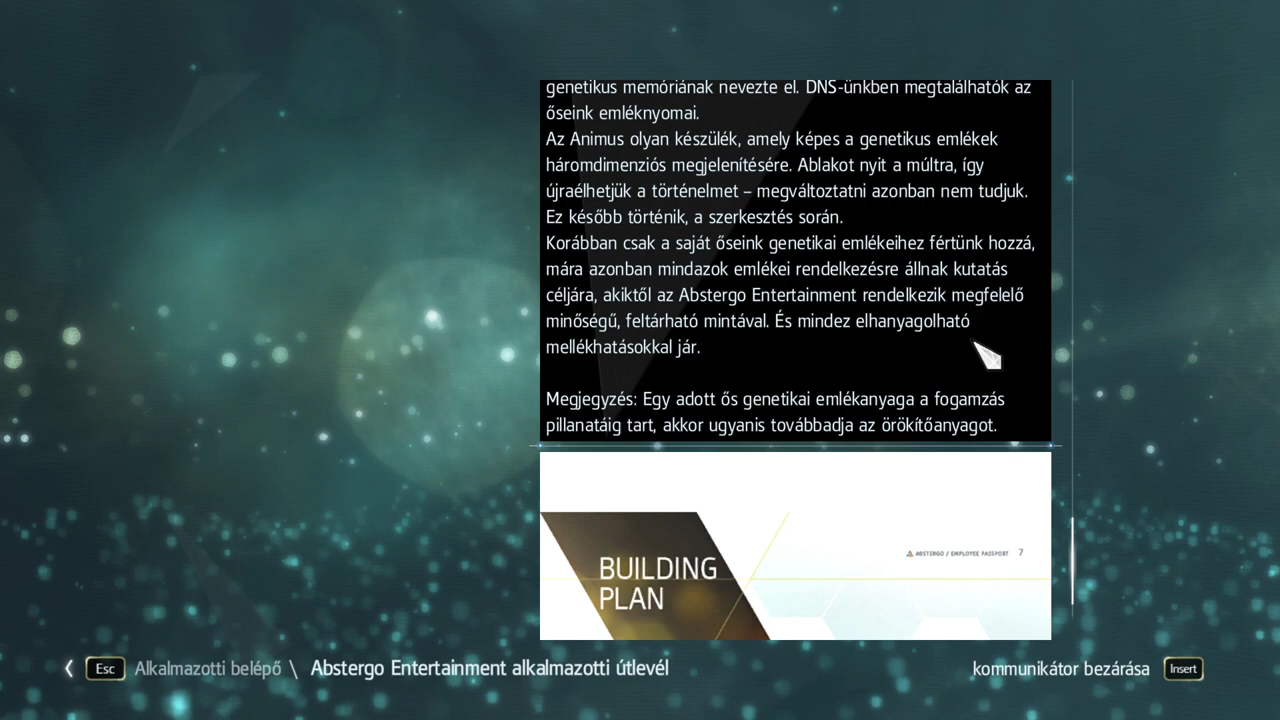 genetikus memóriának nevezte el. DNS-ünkben megtalálhatók az
őseink emléknyomai.
Az Animus olyan készülék, amely képes a genetikus emlékek
háromdimenziós megjelenítésére. Ablakot nyit a múltra, így
újraélhetjük a történelmet – megváltoztatni azonban nem tudjuk.
Ez később történik, a szerkesztés során.
Korábban csak a saját őseink genetikai emlékeihez fértünk hozzá,
mára azonban mindazok emlékei rendelkezésre állnak kutatás
céljára, akiktől az Abstergo Entertainment rendelkezik megfelelő
minőségű, feltárható mintával. És mindez elhanyagolható
mellékhatásokkal jár.
Megjegyzés: Egy adott ős genetikai emlékanyaga a fogamzás
pillanatáig tart, akkor ugyanis továbbadja az örökítőanyagot.
ABSTERGO / EMPLOYEE PASSPORT 7
BUILDING
PLAN
Esc Alkalmazotti belépő \ Abstergo Entertainment alkalmazotti útlevél
kommunikátor bezárása Insert